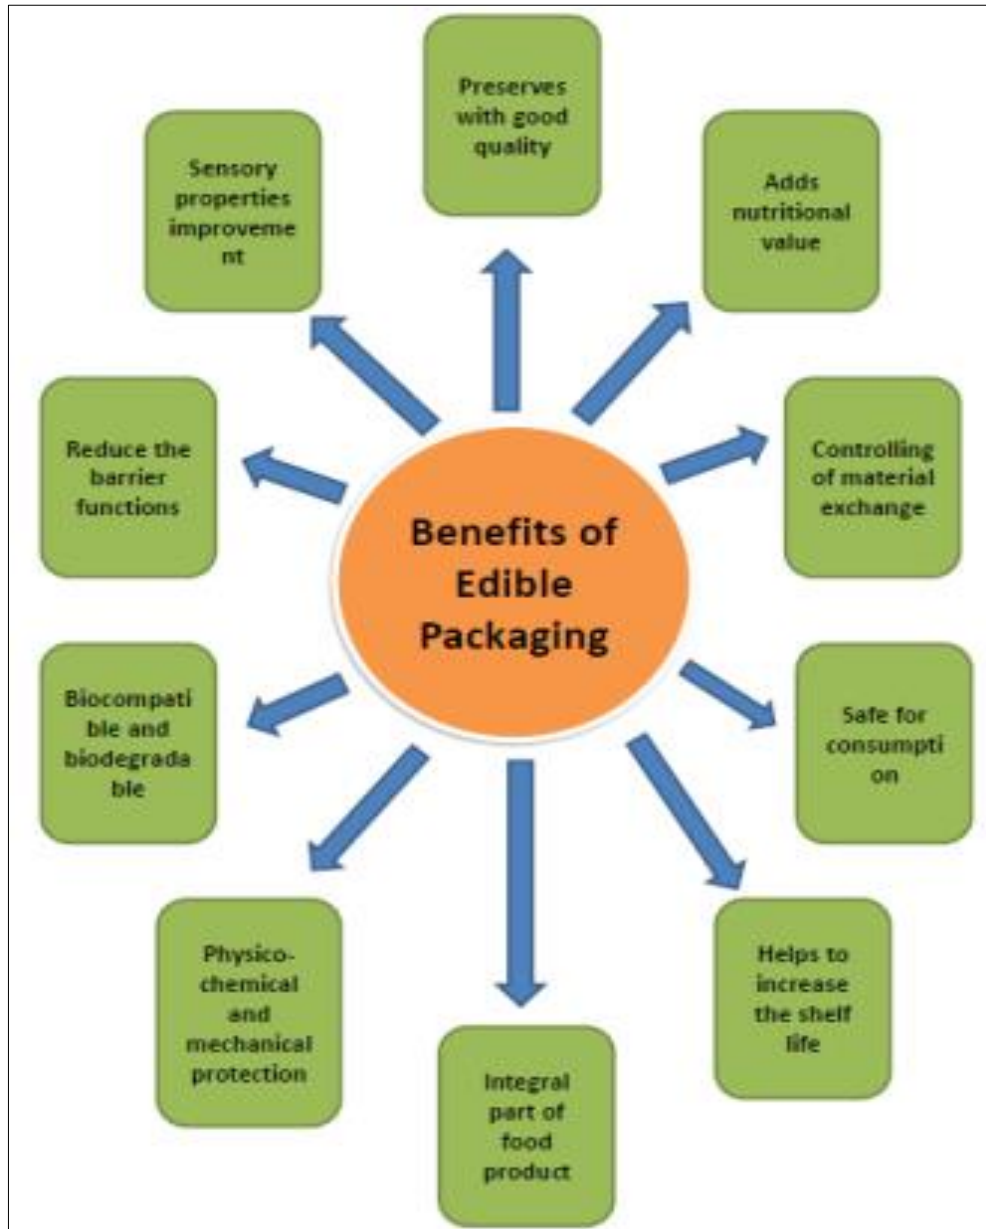 Preserves
with good
quality
Adds
nutritional
value
Controlling
of material
exchange
Safe for
consumpti
on
Helps to
increase
the shelf
life
Integral
part of
food
product
Physico-
chemical
and
mechanical
protection
Biocompati
ble and
biodegrada
ble
Reduce the
barrier
functions
Sensory
properties
improveme
nt
Benefits of
Edible
Packaging